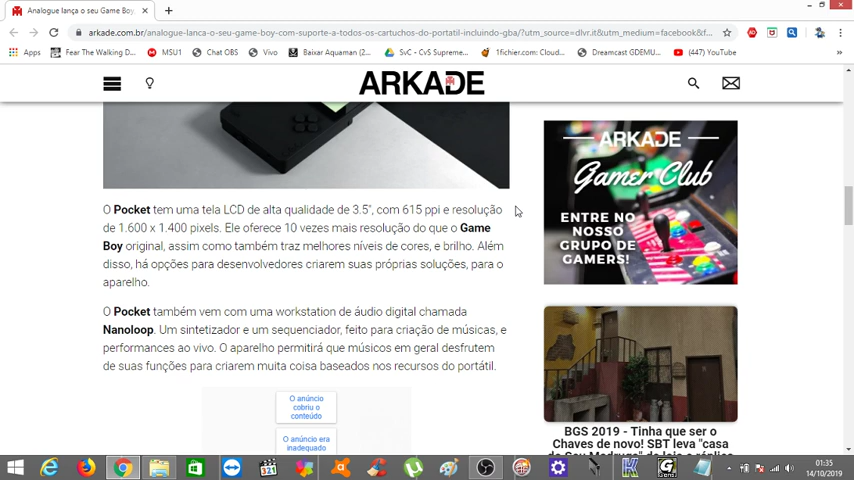 Analogue lança o seu Game Boy
arkade.com.br/analogue-lanca-o-seu-game-boy-com-suporte-a-todos-os-cartuchos-do-portatil-incluindo-gba/?utm_source=dlvr.it&utm_medium=facebook&f...
Apps Fear The Walking D... MSU1 Chat OBS Vivo Baixar Aquaman (2... SvC - CvS Supreme... 1fichier.com: Cloud... Dreamcast GDEMU... (447) YouTube
ARKADE
O Pocket tem uma tela LCD de alta qualidade de 3.5", com 615 ppi e resolução
de 1.600 x 1.400 pixels. Ele oferece 10 vezes mais resolução do que o Game
Boy original, assim como também traz melhores níveis de cores, e brilho. Além
disso, há opções para desenvolvedores criarem suas próprias soluções, para o
aparelho.
O Pocket também vem com uma workstation de áudio digital chamada
Nanoloop. Um sintetizador e um sequenciador, feito para criação de músicas, e
performances ao vivo. O aparelho permitirá que músicos em geral desfrutem
de suas funções para criarem muita coisa baseados nos recursos do portátil.
O anúncio
cobriu o
conteúdo
O anúncio era
inadequado
ARKADE
Gamer Club
ENTRE NO
NOSSO
GRUPO DE
GAMERS!
BGS 2019 - Tinha que ser o
Chaves de novo! SBT leva "casa
01:35
14/10/2019